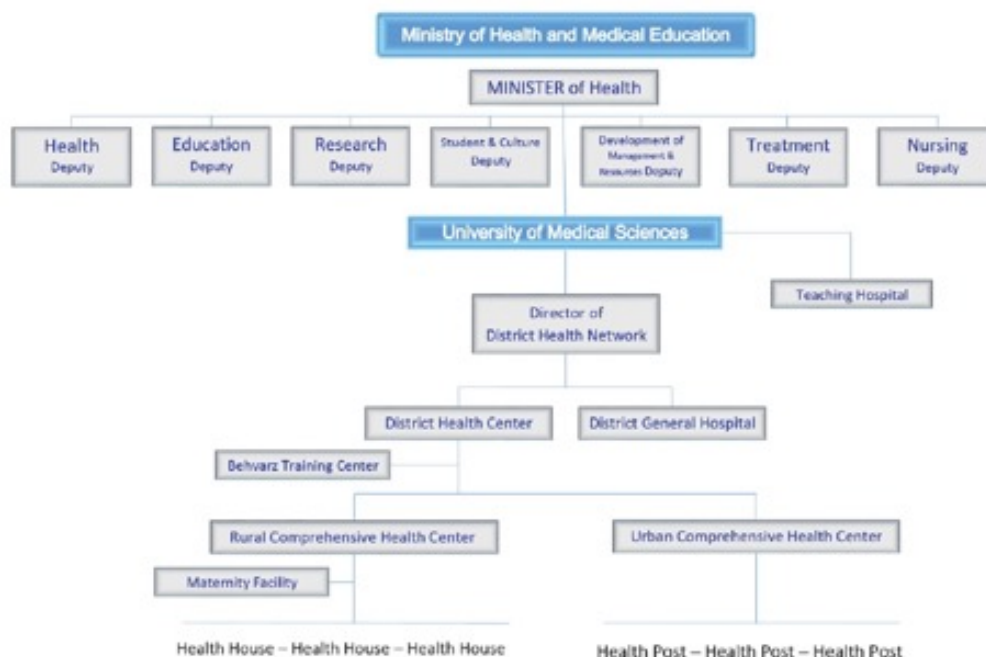 Ministry of Health and Medical Education
MINISTER of Health
Health
Deputy
Education
Deputy
Research
Deputy
Student & Culture
Deputy
Development of
Management &
Resources Deputy
Treatment
Deputy
Nursing
Deputy
University of Medical Sciences
Teaching Hospital
Director of
District Health Network
District Health Center
District General Hospital
Behvarz Training Center
Rural Comprehensive Health Center
Urban Comprehensive Health Center
Maternity Facility
Health House – Health House – Health House
Health Post – Health Post – Health Post